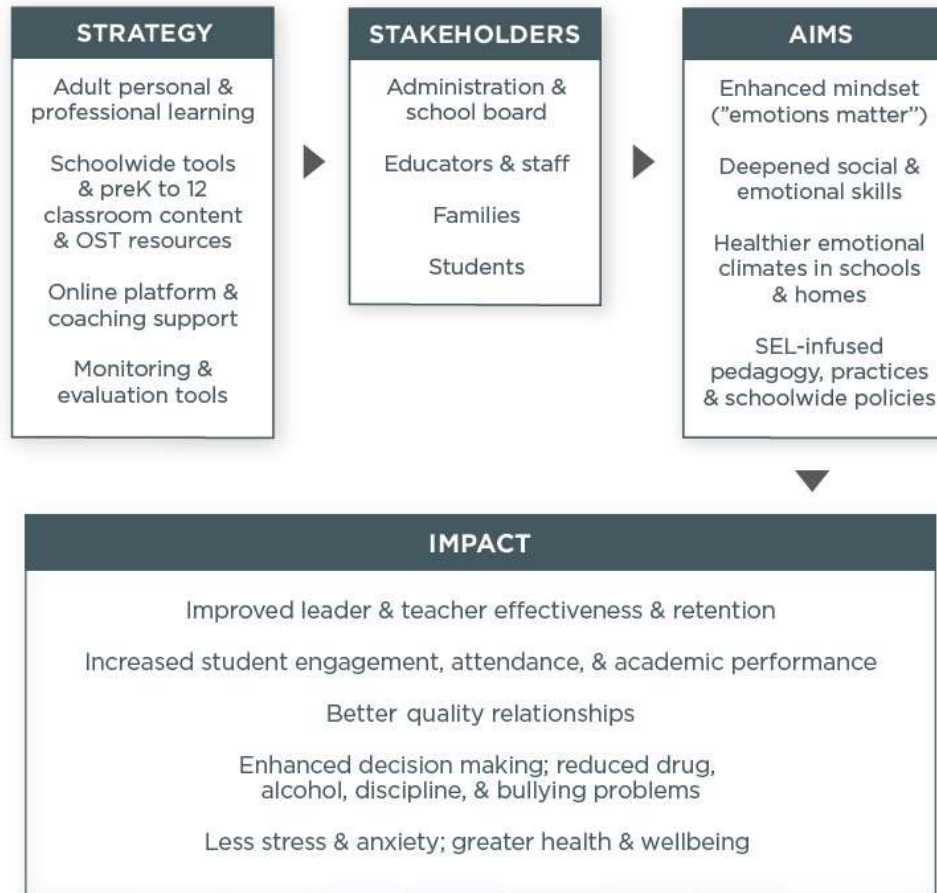 STRATEGY
Adult personal &
professional learning
Schoolwide tools
& preK to 12
classroom content
& OST resources
Online platform &
coaching support
Monitoring &
evaluation tools
STAKEHOLDERS
Administration &
school board
Educators & staff
Families
Students
AIMS
Enhanced mindset
("emotions matter”)
Deepened social &
emotional skills
Healthier emotional
climates in schools
& homes
SEL-infused
pedagogy, practices
& schoolwide policies
IMPACT
Improved leader & teacher effectiveness & retention
Increased student engagement, attendance, & academic performance
Better quality relationships
Enhanced decision making; reduced drug,
alcohol, discipline, & bullying problems
Less stress & anxiety; greater health & wellbeing